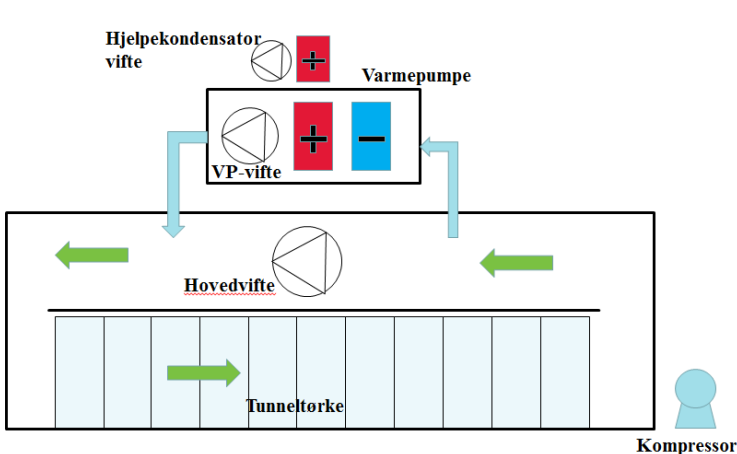 Hjelpekondensator
vifte
Varmepumpe
VP-vifte
Hovedvifte
Tunneltørke
Kompressor